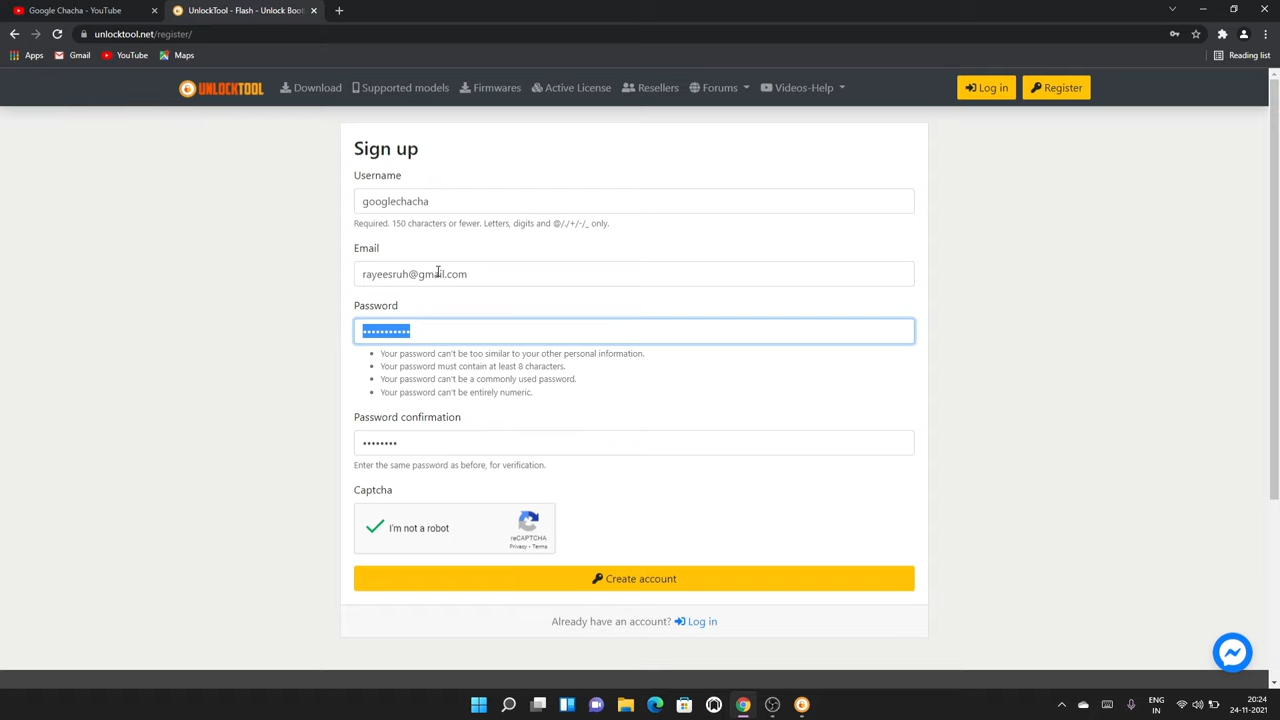 Google Chacha - YouTube
UnlockTool - Flash - Unlock Boot
unlocktool.net/register/
Apps Gmail YouTube Maps Reading list
UNLOCKTOOL Download Supported models Firmwares Active License Resellers Forums Videos-Help Log in Register
Sign up
Username
googlechacha
Required. 150 characters or fewer. Letters, digits and @/./+/-/_ only.
Email
rayeesruh@gmail.com
Password
•••••••••••
Your password can't be too similar to your other personal information.
Your password must contain at least 8 characters.
Your password can't be a commonly used password.
Your password can't be entirely numeric.
Password confirmation
••••••••
Enter the same password as before, for verification.
Captcha
I'm not a robot
reCAPTCHA
Privacy • Terms
Create account
Already have an account? Log in
ENG
IN
20:24
24-11-2021